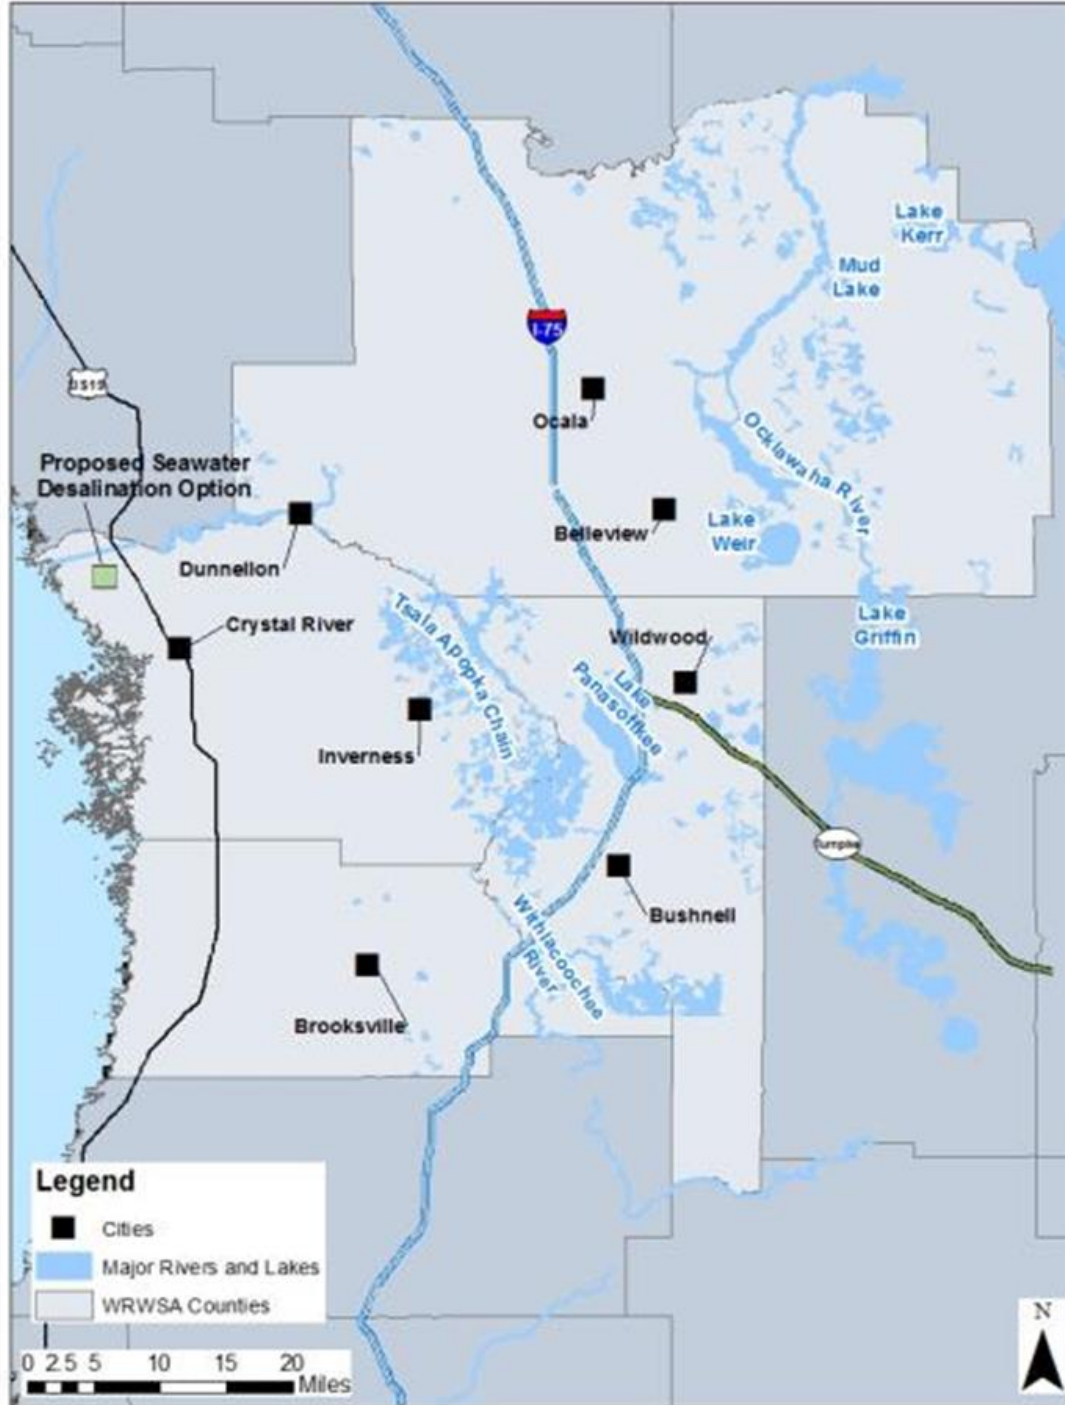 Lake
Kerr
Mud
Lake
I-75
US19
Ocala
Ocklawaha River
Proposed Seawater
Desalination Option
Belleview
Lake
Weir
Dunnellon
Crystal River
Tsala Apopka Chain
Wildwood
Lake
Griffin
Lake
Panasoffkee
Inverness
Turnpike
Bushnell
Withlacoochee
River
Brooksville
Legend
Cities
Major Rivers and Lakes
WRWSA Counties
N
0 2.5 5 10 15 20
Miles